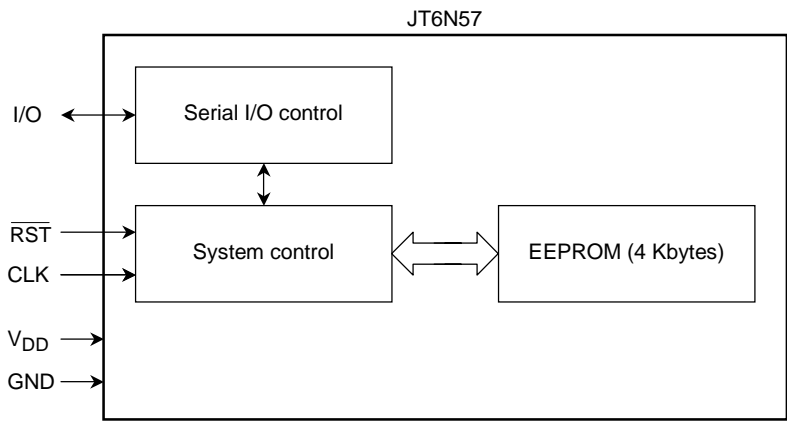 JT6N57
Serial I/O control
I/O
RST
System control
EEPROM (4 Kbytes)
CLK
VDD
GND